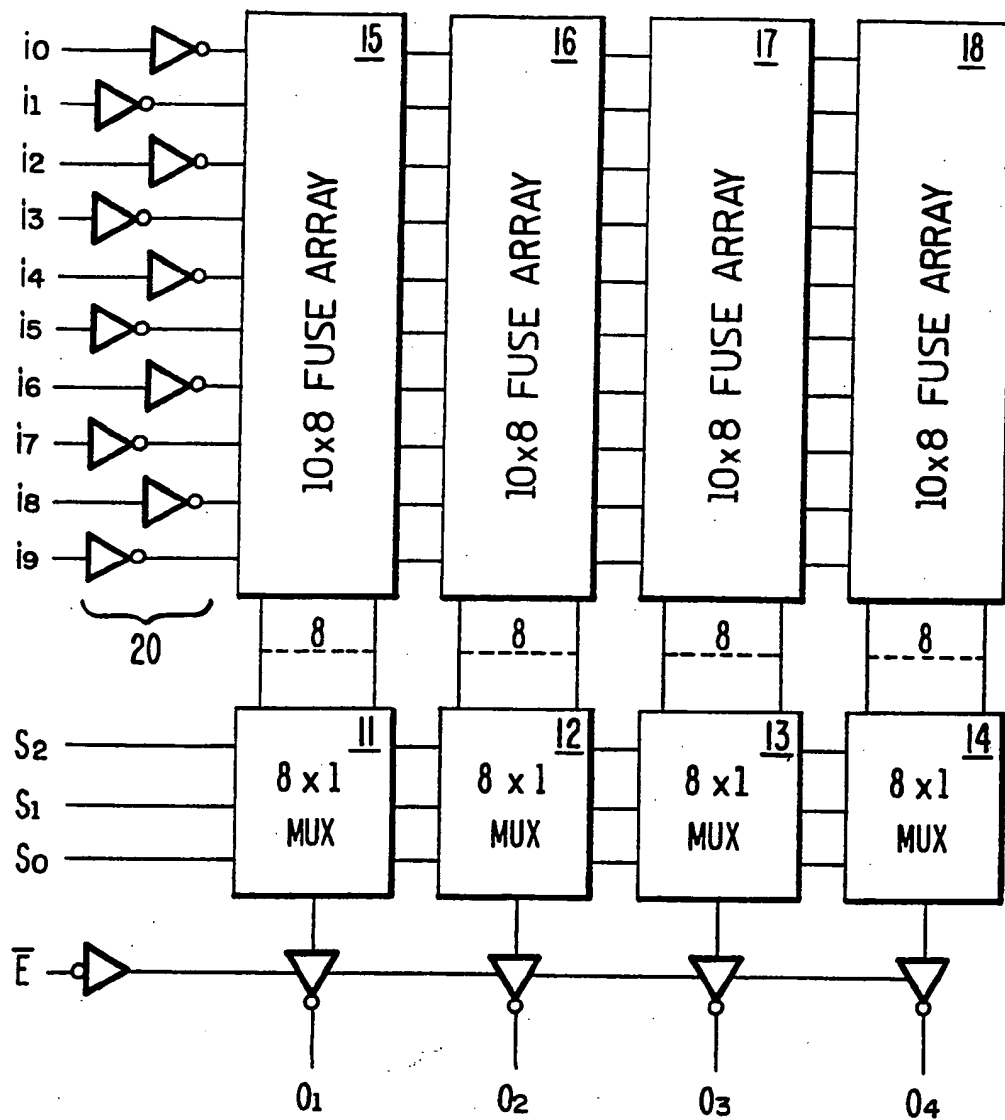 i0
i1
i2
i3
i4
i5
i6
i7
i8
i9
20
15
10x8 FUSE ARRAY
16
10x8 FUSE ARRAY
17
10x8 FUSE ARRAY
18
10x8 FUSE ARRAY
8
8
8
8
S2
S1
S0
11
8 x 1
MUX
12
8 x 1
MUX
13
8 x 1
MUX
14
8 x 1
MUX
E̅
O1
O2
O3
O4